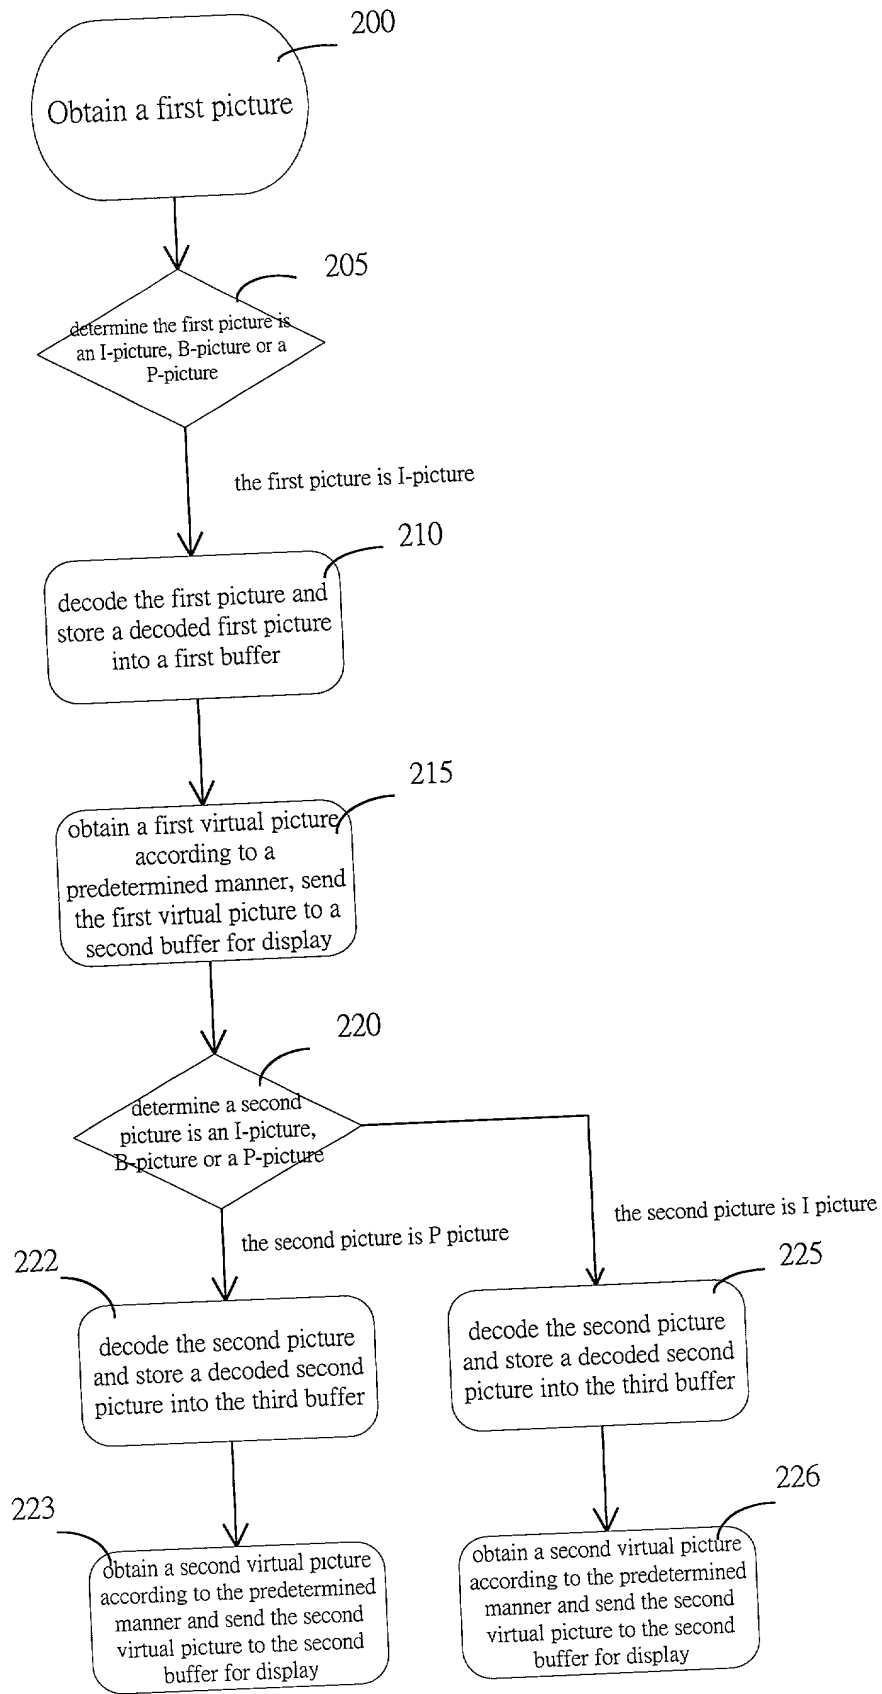 200
Obtain a first picture
205
determine the first picture is
an I-picture, B-picture or a
P-picture
the first picture is I-picture
210
decode the first picture and
store a decoded first picture
into a first buffer
215
obtain a first virtual picture
according to a
predetermined manner, send
the first virtual picture to a
second buffer for display
220
determine a second
picture is an I-picture,
B-picture or a P-picture
the second picture is P picture
the second picture is I picture
222
decode the second picture
and store a decoded second
picture into the third buffer
225
decode the second picture
and store a decoded second
picture into the third buffer
223
obtain a second virtual picture
according to the predetermined
manner and send the second
virtual picture to the second
buffer for display
226
obtain a second virtual picture
according to the predetermined
manner and send the second
virtual picture to the second
buffer for display